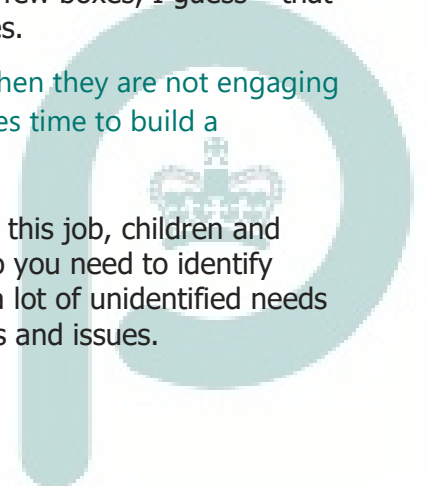 new boxes, I guess – that
es.
hen they are not engaging
es time to build a
this job, children and
o you need to identify
a lot of unidentified needs
s and issues.